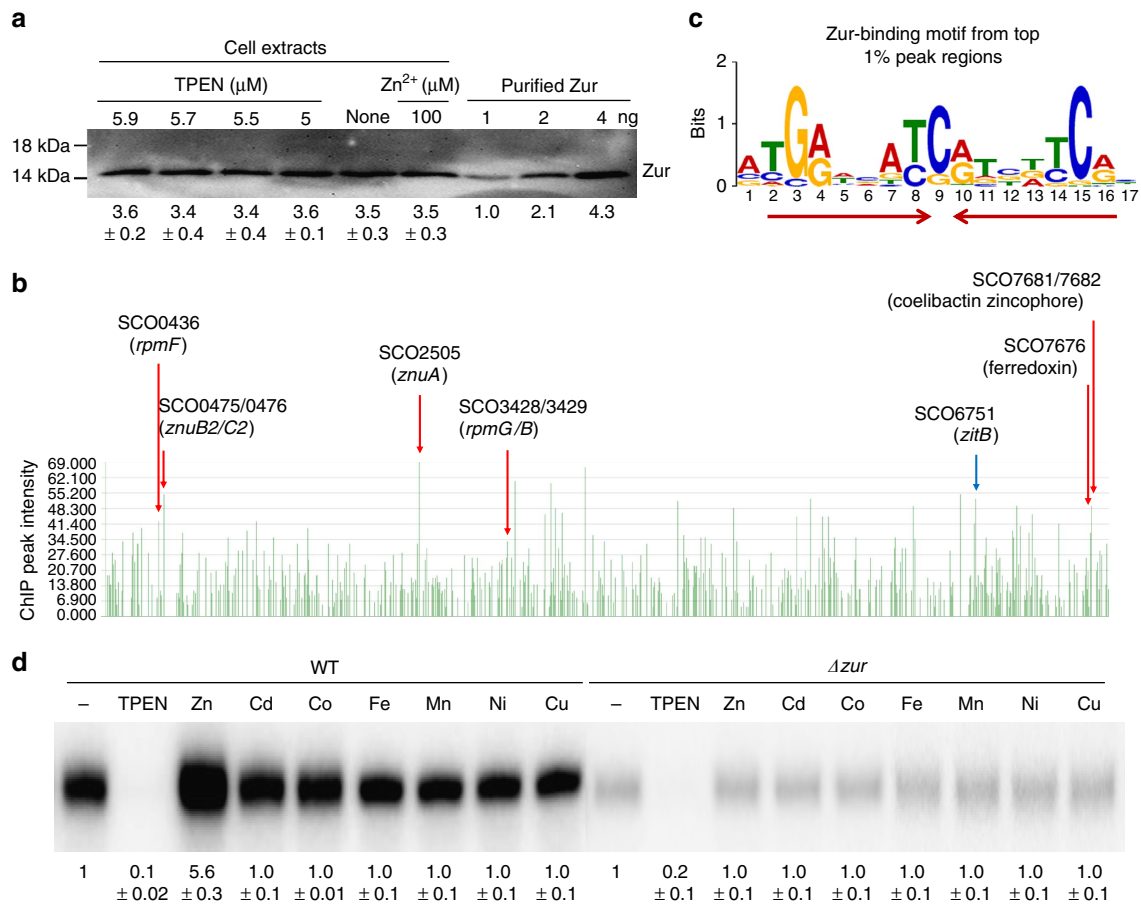 a
Cell extracts
TPEN (μM)
Zn2+ (μM)
Purified Zur
5.9 5.7 5.5 5 None 100 1 2 4 ng
18 kDa
14 kDa
Zur
3.6 3.4 3.4 3.6 3.5 3.5 1.0 2.1 4.3
± 0.2 ± 0.4 ± 0.4 ± 0.1 ± 0.3 ± 0.3
c
Zur-binding motif from top
1% peak regions
2
1
0
Bits
1 2 3 4 5 6 7 8 9 10 11 12 13 14 15 16 17
b
SCO0436
(rpmF)
SCO0475/0476
(znuB2/C2)
SCO2505
(znuA)
SCO3428/3429
(rpmG/B)
SCO6751
(zitB)
SCO7681/7682
(coelibactin zincophore)
SCO7676
(ferredoxin)
ChIP peak intensity
69.000
62.100
55.200
48.300
41.400
34.500
27.600
20.700
13.800
6.900
0.000
d
WT
Δzur
– TPEN Zn Cd Co Fe Mn Ni Cu – TPEN Zn Cd Co Fe Mn Ni Cu
1 0.1 5.6 1.0 1.0 1.0 1.0 1.0 1.0 1 0.2 1.0 1.0 1.0 1.0 1.0 1.0 1.0
± 0.02 ± 0.3 ± 0.1 ± 0.01 ± 0.1 ± 0.1 ± 0.1 ± 0.1 ± 0.1 ± 0.1 ± 0.1 ± 0.1 ± 0.1 ± 0.1 ± 0.1 ± 0.1